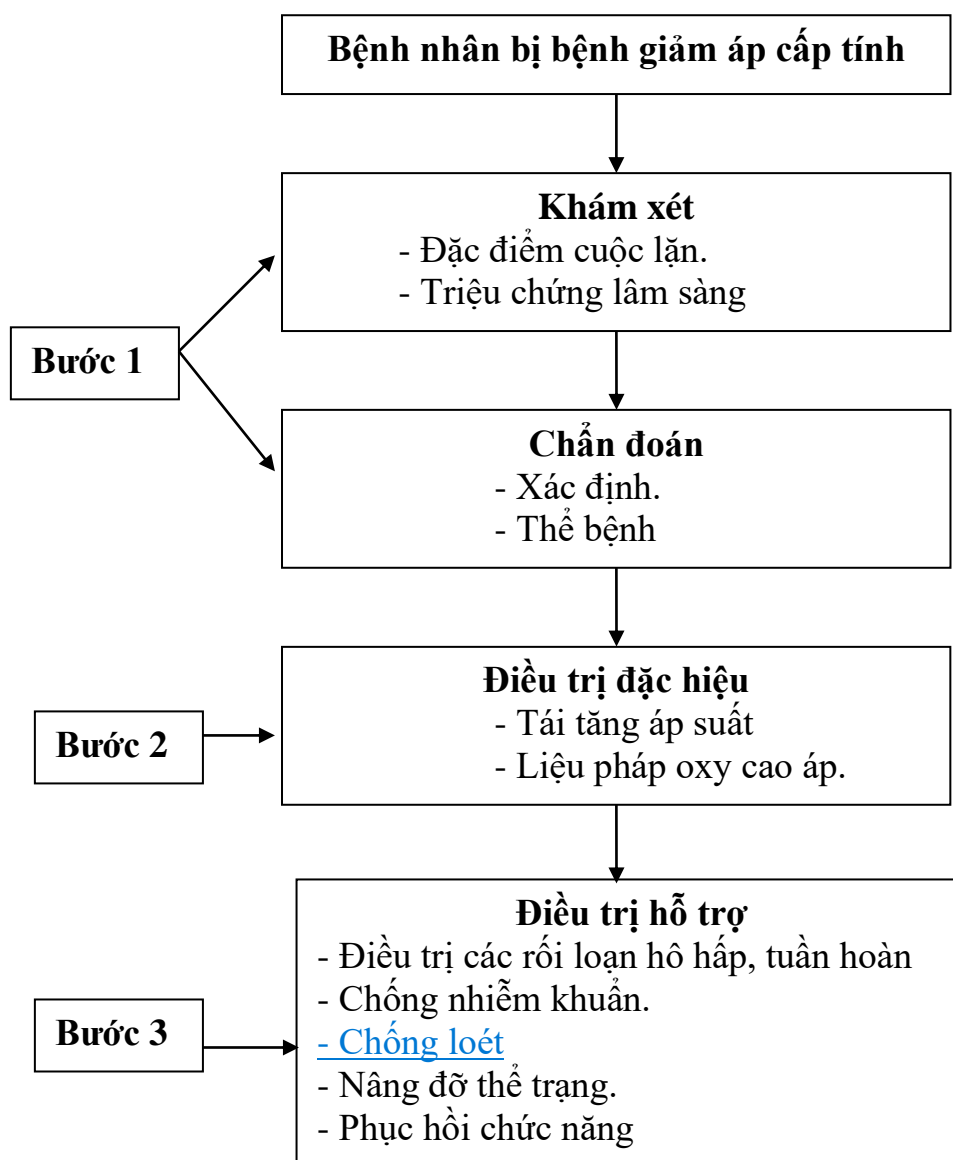 Bệnh nhân bị bệnh giảm áp cấp tính
Khám xét
- Đặc điểm cuộc lặn.
- Triệu chứng lâm sàng
Bước 1
Chẩn đoán
- Xác định.
- Thể bệnh
Điều trị đặc hiệu
- Tái tăng áp suất
- Liệu pháp oxy cao áp.
Bước 2
Điều trị hỗ trợ
- Điều trị các rối loạn hô hấp, tuần hoàn
- Chống nhiễm khuẩn.
- Chống loét
- Nâng đỡ thể trạng.
- Phục hồi chức năng
Bước 3